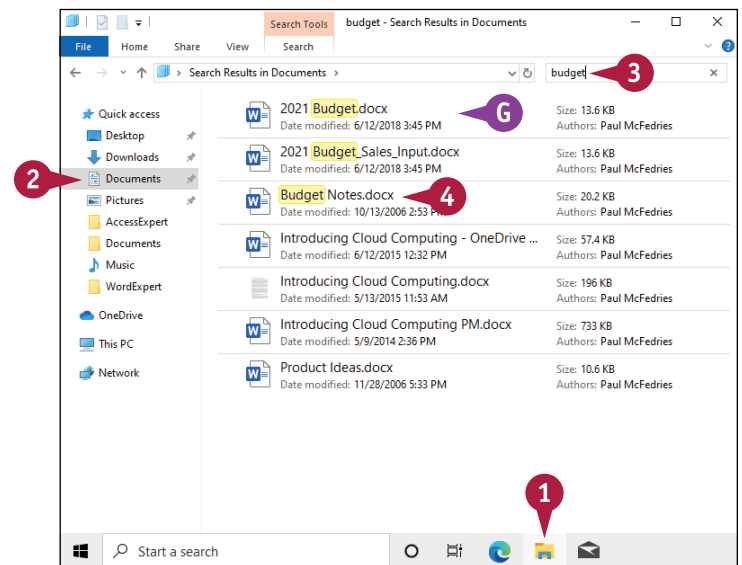 Search Tools
budget - Search Results in Documents
File
Home
Share
View
Search
Search Results in Documents
budget
3
Quick access
Desktop
Downloads
2
Documents
Pictures
AccessExpert
Documents
Music
WordExpert
OneDrive
This PC
Network
2021 Budget.docx
Date modified: 6/12/2018 3:45 PM
G
Size: 13.6 KB
Authors: Paul McFedries
2021 Budget_Sales_Input.docx
Date modified: 6/12/2018 3:45 PM
Size: 13.6 KB
Authors: Paul McFedries
Budget Notes.docx
Date modified: 10/13/2006 2:53
4
Size: 20.2 KB
Authors: Paul McFedries
Introducing Cloud Computing - OneDrive ...
Date modified: 6/12/2015 12:32 PM
Size: 57.4 KB
Authors: Paul McFedries
Introducing Cloud Computing.docx
Date modified: 5/13/2015 11:53 AM
Size: 196 KB
Authors: Paul McFedries
Introducing Cloud Computing PM.docx
Date modified: 5/9/2014 2:36 PM
Size: 733 KB
Authors: Paul McFedries
Product Ideas.docx
Date modified: 11/28/2006 5:33 PM
Size: 10.6 KB
Authors: Paul McFedries
1
Start a search